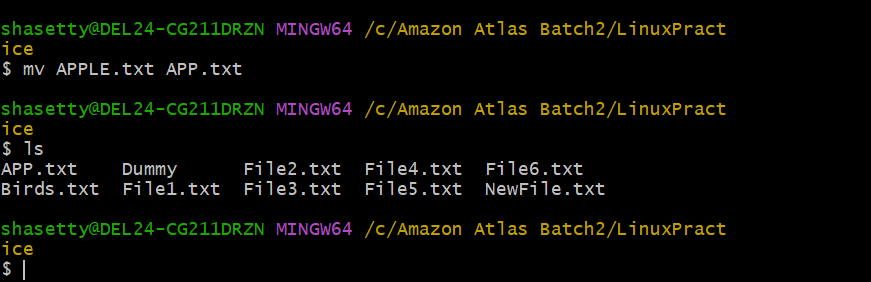 shasetty@DEL24-CG211DRZN MINGW64 /c/Amazon Atlas Batch2/LinuxPract
ice
$ mv APPLE.txt APP.txt
shasetty@DEL24-CG211DRZN MINGW64 /c/Amazon Atlas Batch2/LinuxPract
ice
$ ls
APP.txt    Dummy      File2.txt  File4.txt  File6.txt
Birds.txt  File1.txt  File3.txt  File5.txt  NewFile.txt
shasetty@DEL24-CG211DRZN MINGW64 /c/Amazon Atlas Batch2/LinuxPract
ice
$